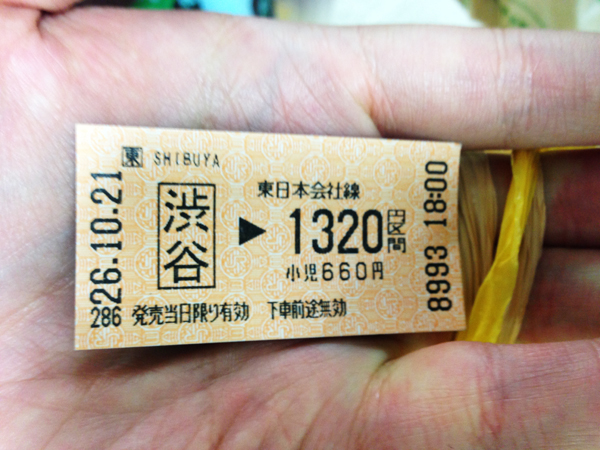 東 SHIBUYA
渋谷
東日本会社線
▶ 1320円区間
小児660円
26.10.21
286 発売当日限り有効 下車前途無効
8993 18:00